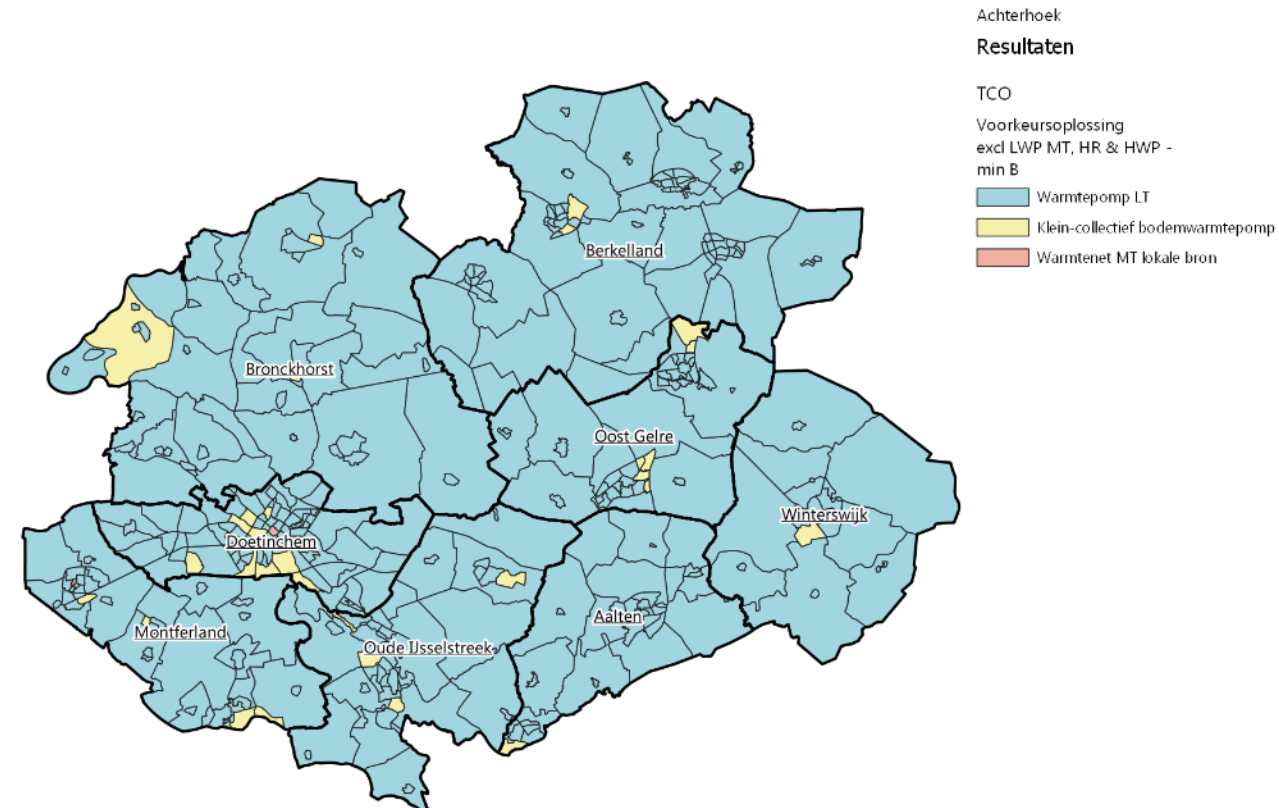 Achterhoek
Resultaten
TCO
Voorkeursoplossing
excl LWP MT, HR & HWP -
min B
Warmtepomp LT
Klein-collectief bodemwarmtepomp
Warmtenet MT lokale bron
Berkelland
Bronckhorst
Oost Gelre
Winterswijk
Doetinchem
Aalten
Montferland
Oude IJsselstreek